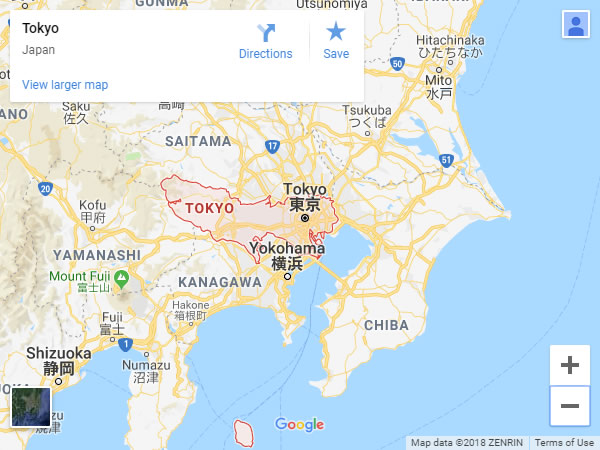 Utsunomiya
Tokyo
Japan
Directions
Save
View larger map
GUNMA
Hitachinaka
ひたちなか
50
Mito
水戸
Saku
佐久
高崎
Tsukuba
つくば
SAITAMA
17
51
20
TOKYO
Tokyo
東京
Kofu
甲府
Yokohama
横浜
YAMANASHI
Mount Fuji
富士山
KANAGAWA
Hakone
箱根町
CHIBA
Fuji
富士
1
Shizuoka
静岡
Numazu
沼津
焼津
Google
Map data ©2018 ZENRIN
Terms of Use